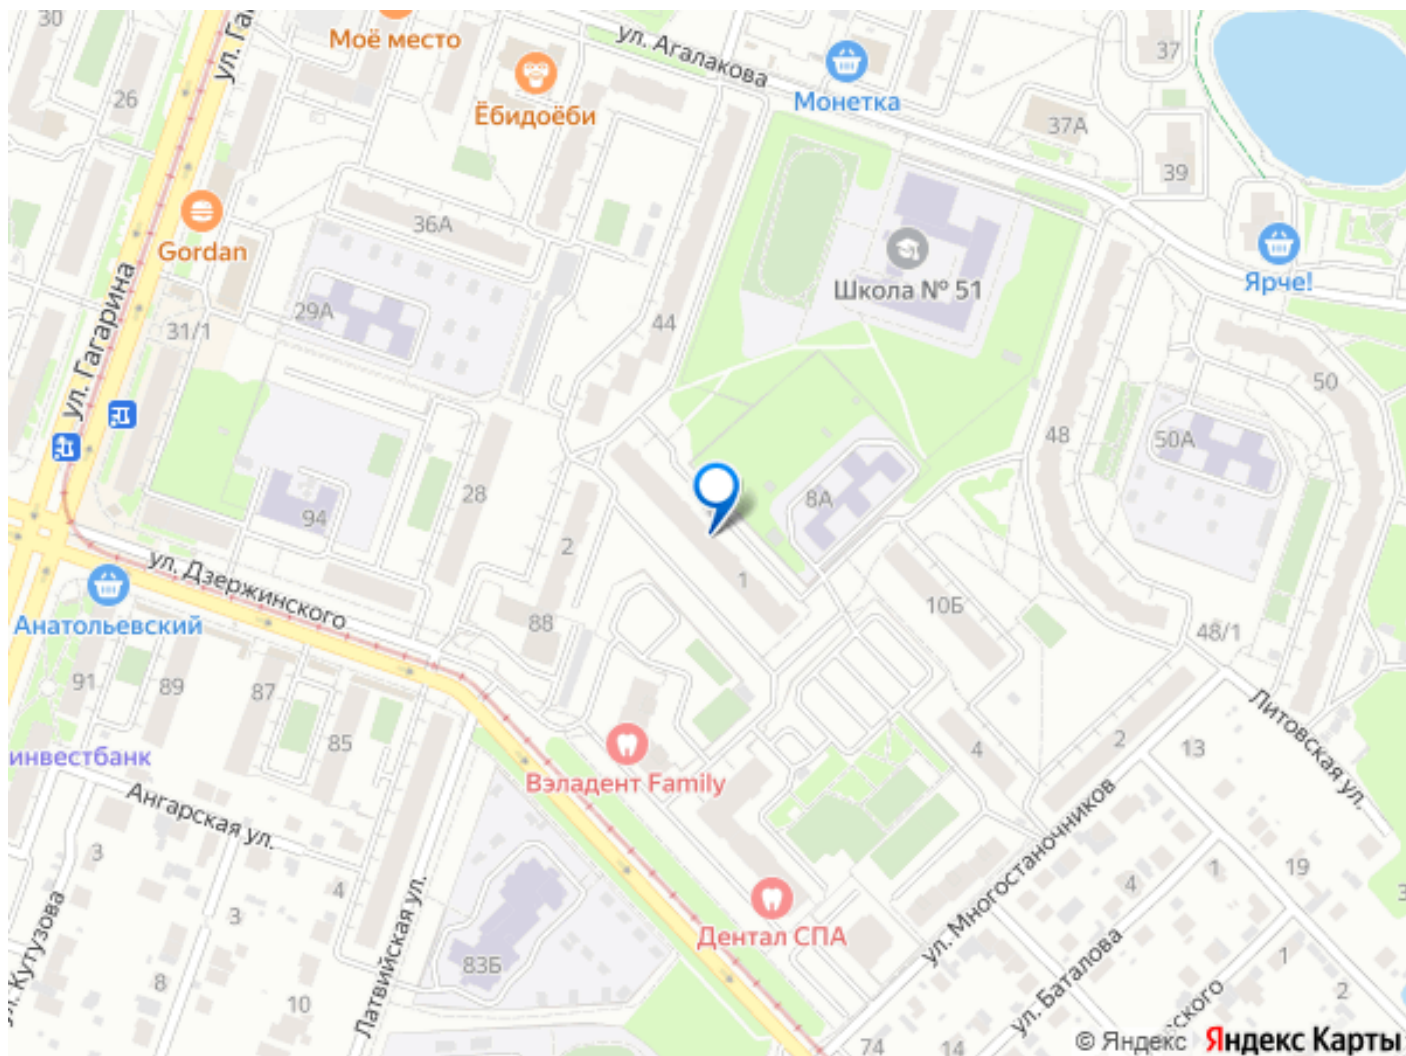 30
Моё место
ул. Гагарина
ул. Агалакова
37
26
Ёбидоёби
Монетка
37А
39
Gordan
36А
Школа № 51
Ярче!
31/1
29А
44
ул. Гагарина
50
48
50А
28
8А
94
2
1
ул. Дзержинского
10Б
Анатольевский
88
48/1
91
89
87
85
4
2
13
Литовская ул.
инвестбанк
Вэладент Family
Ангарская ул.
3
4
ул. Многостаночников
1
19
4
3
Дентал СПА
ул. Кутузова
Латвийская ул.
83Б
8
10
ул. Баталова
1
2
74
14
© Яндекс Яндекс Карты